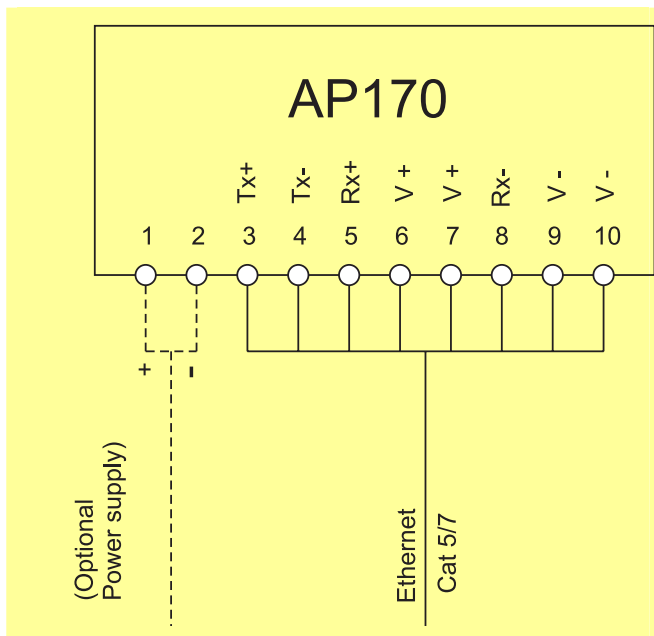 AP170
Tx+ Tx- Rx+ V + V + Rx- V - V -
1 2 3 4 5 6 7 8 9 10
+ -
(Optional
Power supply)
Ethernet
Cat 5/7